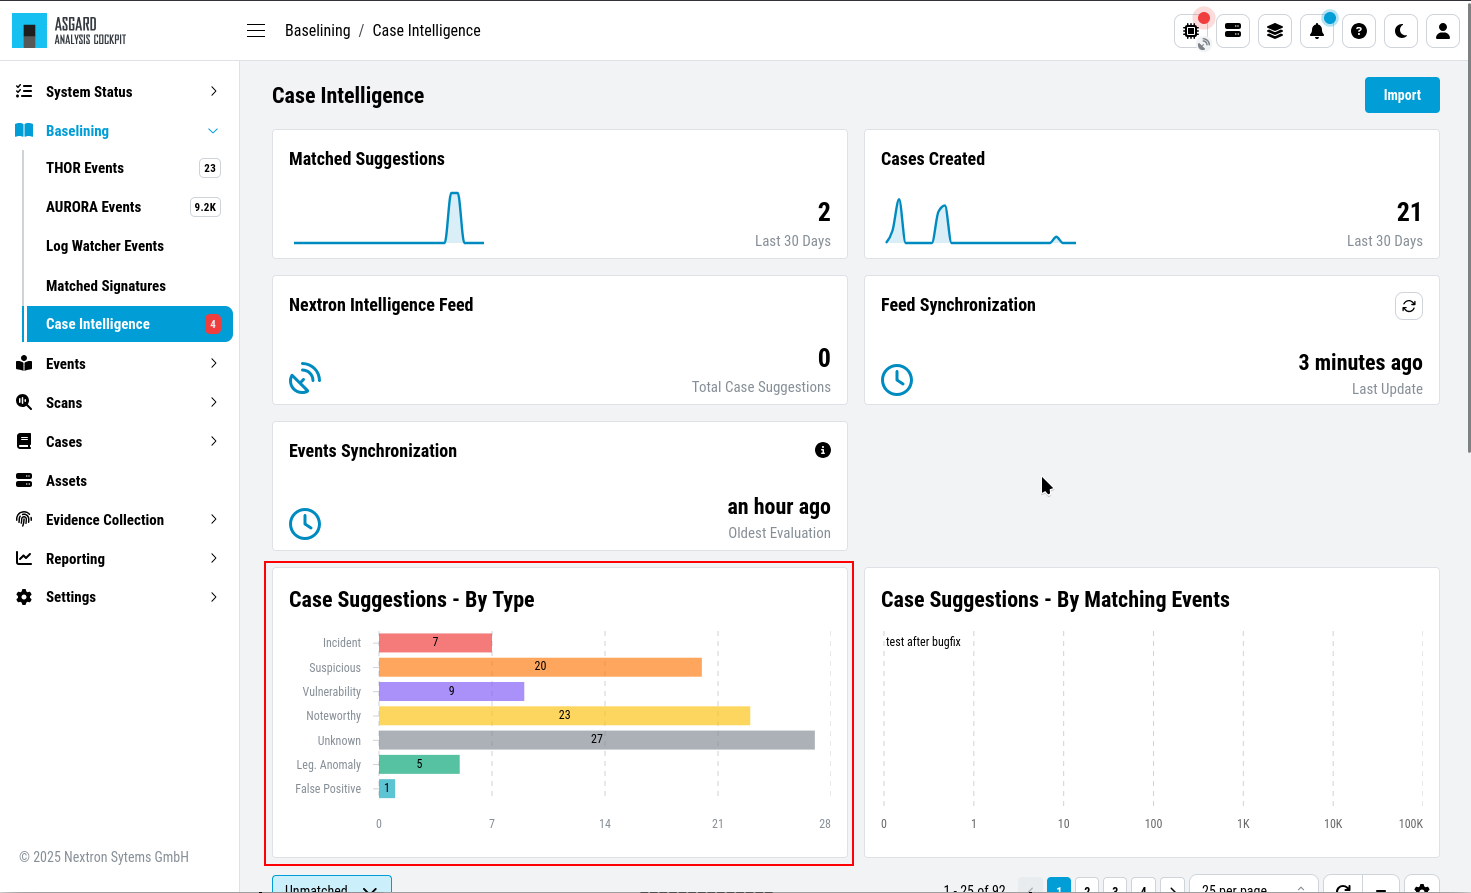 ASGARD
ANALYSIS COCKPIT
Baselining / Case Intelligence
System Status
Baselining
THOR Events 23
AURORA Events 9.2K
Log Watcher Events
Matched Signatures
Case Intelligence 4
Events
Scans
Cases
Assets
Evidence Collection
Reporting
Settings
© 2025 Nextron Sytems GmbH
Case Intelligence
Import
Matched Suggestions
2
Last 30 Days
Cases Created
21
Last 30 Days
Nextron Intelligence Feed
0
Total Case Suggestions
Feed Synchronization
3 minutes ago
Last Update
Events Synchronization
an hour ago
Oldest Evaluation
Case Suggestions - By Type
Incident 7
Suspicious 20
Vulnerability 9
Noteworthy 23
Unknown 27
Leg. Anomaly 5
False Positive 1
0 7 14 21 28
Case Suggestions - By Matching Events
test after bugfix
0 1 10 100 1K 10K 100K
Unmatched
1 - 25 of 92 1 2 3 4 25 per page